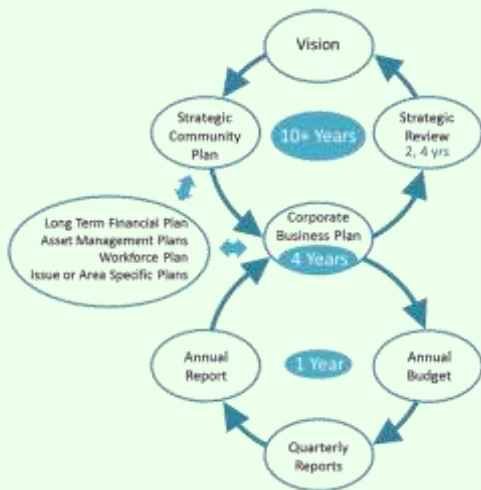 Vision
Strategic
Community
Plan
10+ Years
Strategic
Review
2, 4 yrs
Long Term Financial Plan
Asset Management Plans
Workforce Plan
Issue or Area Specific Plans
Corporate
Business Plan
4 Years
Annual
Report
1 Year
Annual
Budget
Quarterly
Reports